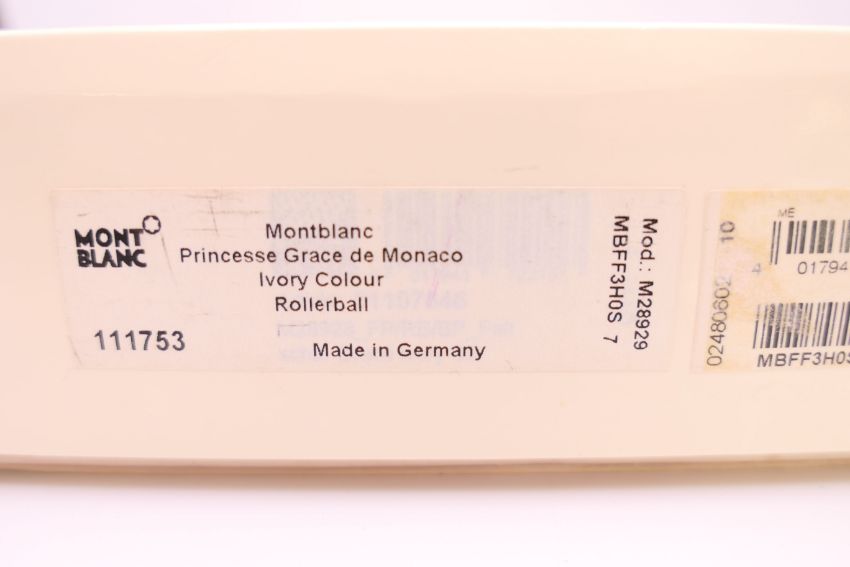 MONT
BLANC
Montblanc
Princesse Grace de Monaco
Ivory Colour
Rollerball
111753
Made in Germany
Mod.: M28929
MBFF3H0S 7
02480602 10
ME
4 01794
MBFF3H0S